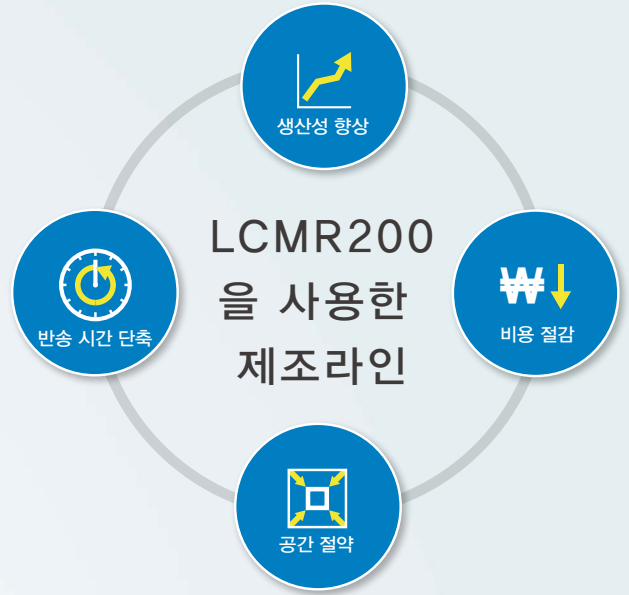 생산성 향상
LCMR200
을 사용한
제조라인
반송 시간 단축
₩
비용 절감
공간 절약